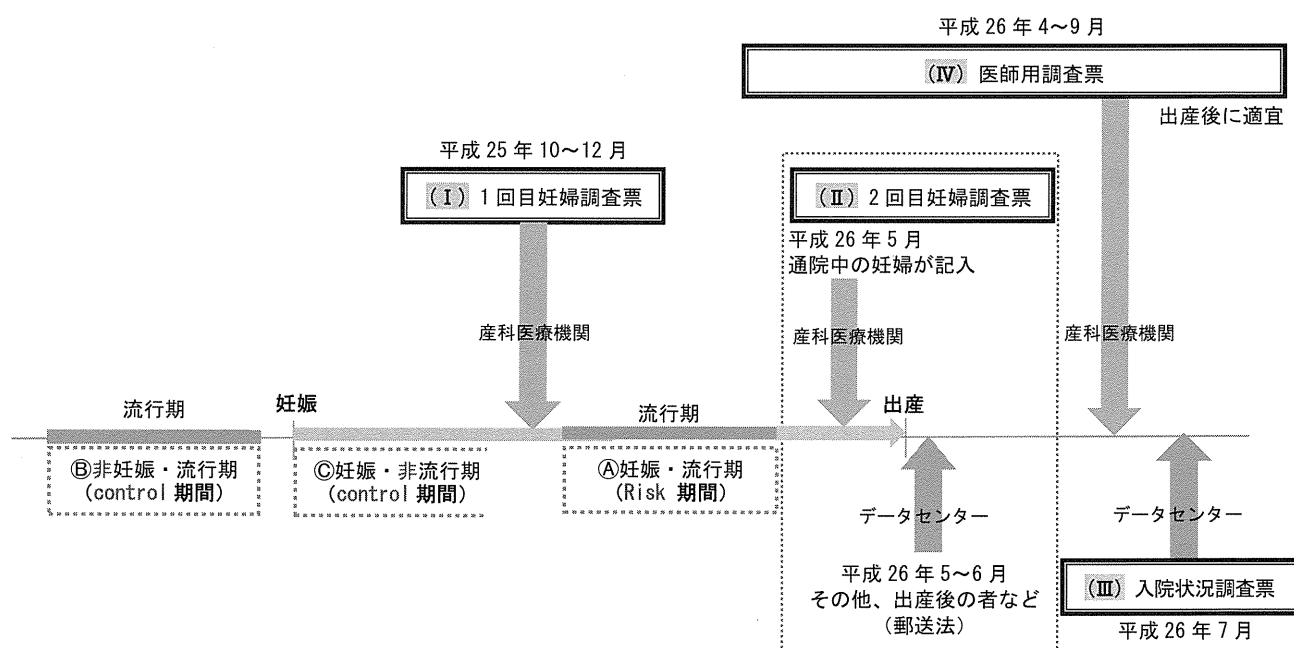 平成 26 年 4～9 月
(Ⅳ) 医師用調査票
出産後に適宜
平成 25 年 10～12 月
(Ⅰ) 1 回目妊婦調査票
(Ⅱ) 2 回目妊婦調査票
平成 26 年 5 月
通院中の妊婦が記入
産科医療機関
産科医療機関
産科医療機関
流行期
妊娠
流行期
出産
Ⓑ非妊娠・流行期
(control 期間)
Ⓒ妊娠・非流行期
(control 期間)
Ⓐ妊娠・流行期
(Risk 期間)
データセンター
データセンター
平成 26 年 5～6 月
その他、出産後の者など
(郵送法)
(Ⅲ) 入院状況調査票
平成 26 年 7 月